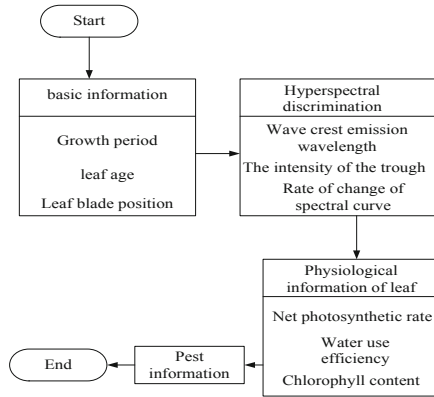 Start
basic information
Growth period
leaf age
Leaf blade position
Hyperspectral
discrimination
Wave crest emission
wavelength
The intensity of the trough
Rate of change of
spectral curve
Physiological
information of leaf
Net photosynthetic rate
Water use
efficiency
Chlorophyll content
Pest
information
End